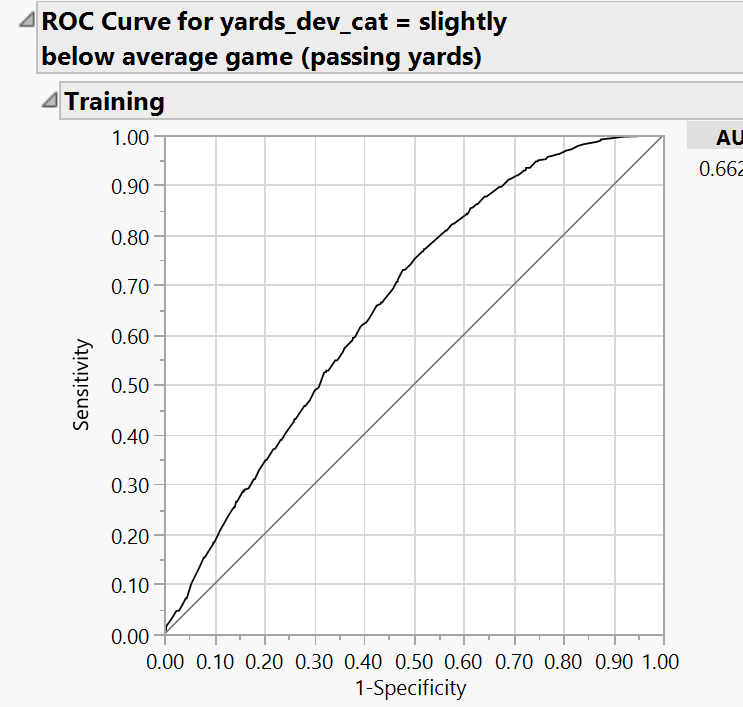 ROC Curve for yards_dev_cat = slightly
below average game (passing yards)
Training
AU
0.662
1.00
0.90
0.80
0.70
0.60
0.50
0.40
0.30
0.20
0.10
0.00
Sensitivity
0.00 0.10 0.20 0.30 0.40 0.50 0.60 0.70 0.80 0.90 1.00
1-Specificity